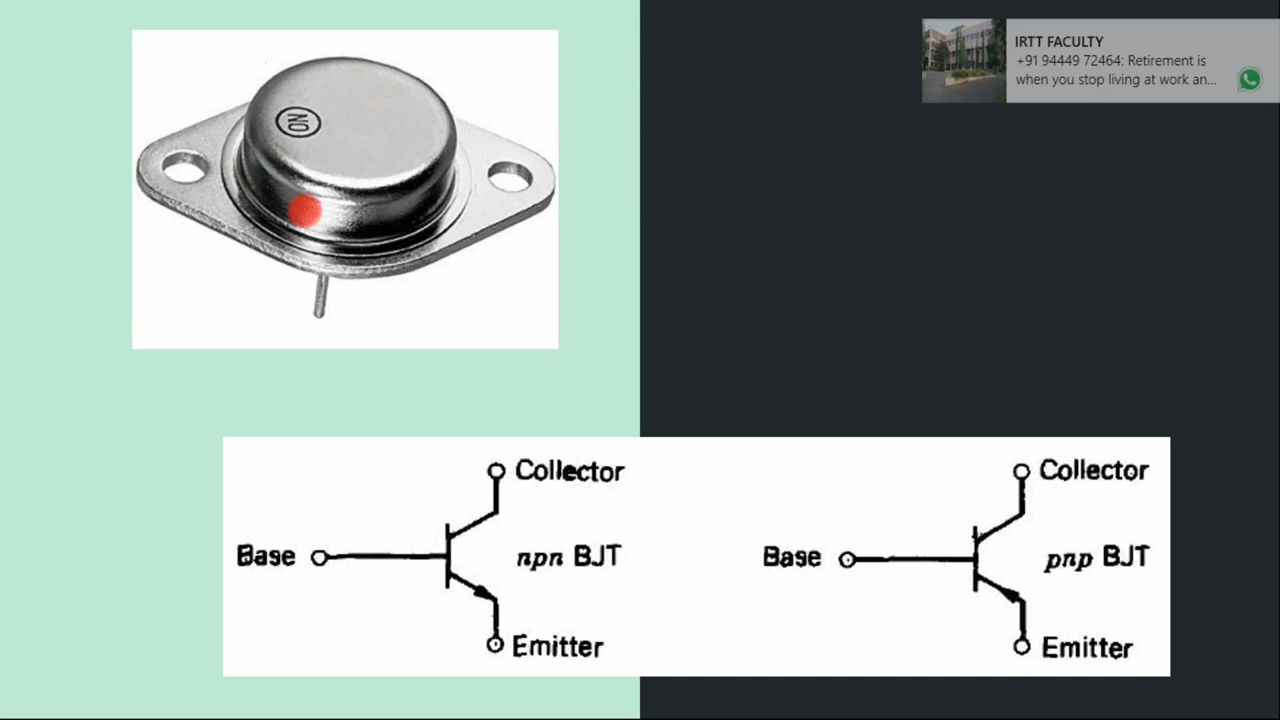 IRTT FACULTY
+91 94449 72464: Retirement is
when you stop living at work an...
ON
Collector
Base
npn BJT
Emitter
Collector
Base
pnp BJT
Emitter